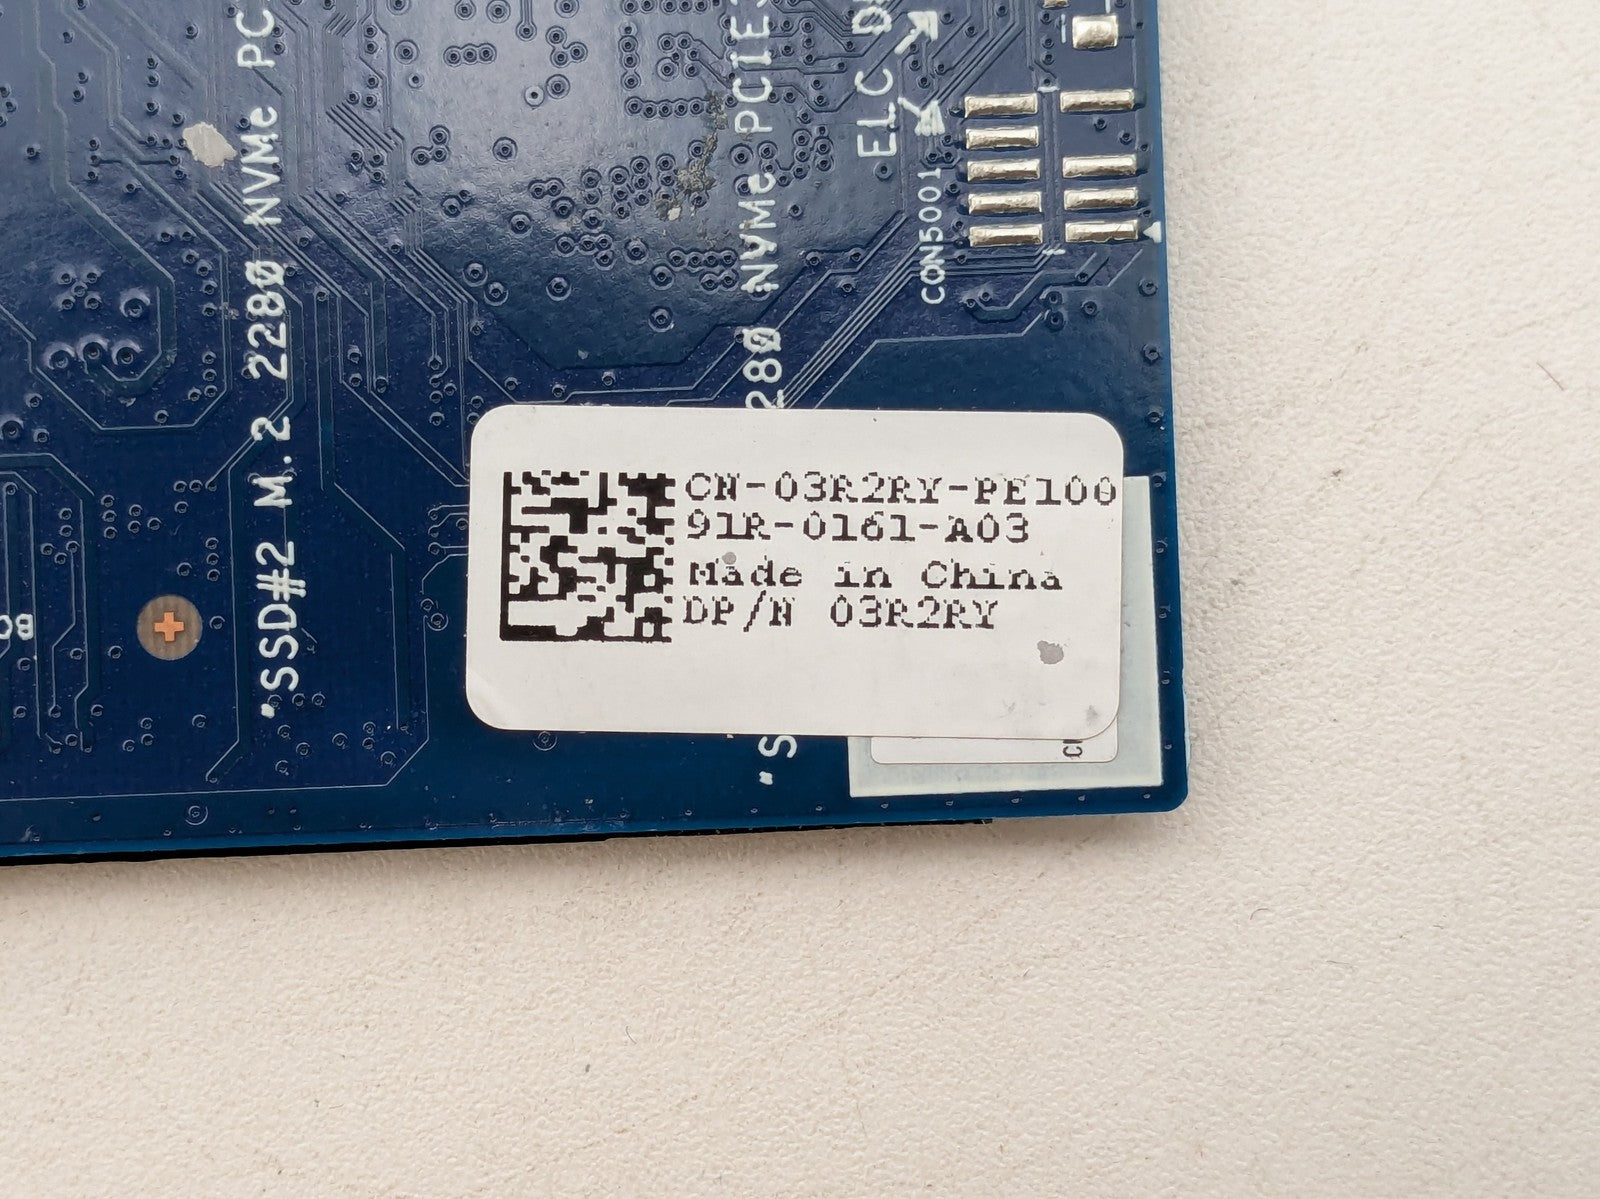 CN-03R2RY-PE100
91R-0161-A03
Made in China
DP/N 03R2RY
"SSD#2 M.2 2280 NVMe PC
280 NVMe PCIE
ELC
CON5001
"S